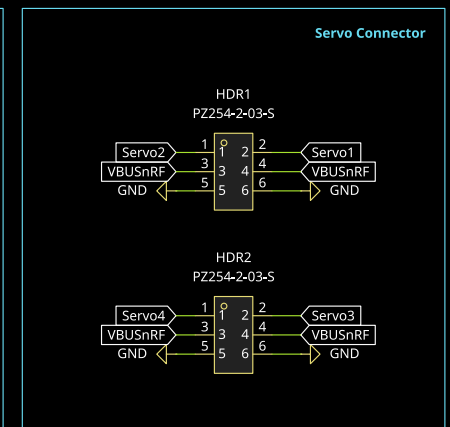 Servo Connector
HDR1
PZ254-2-03-S
Servo2 1 1 2 2 Servo1
VBUSnRF 3 3 4 4 VBUSnRF
GND 5 5 6 6 GND
HDR2
PZ254-2-03-S
Servo4 1 1 2 2 Servo3
VBUSnRF 3 3 4 4 VBUSnRF
GND 5 5 6 6 GND